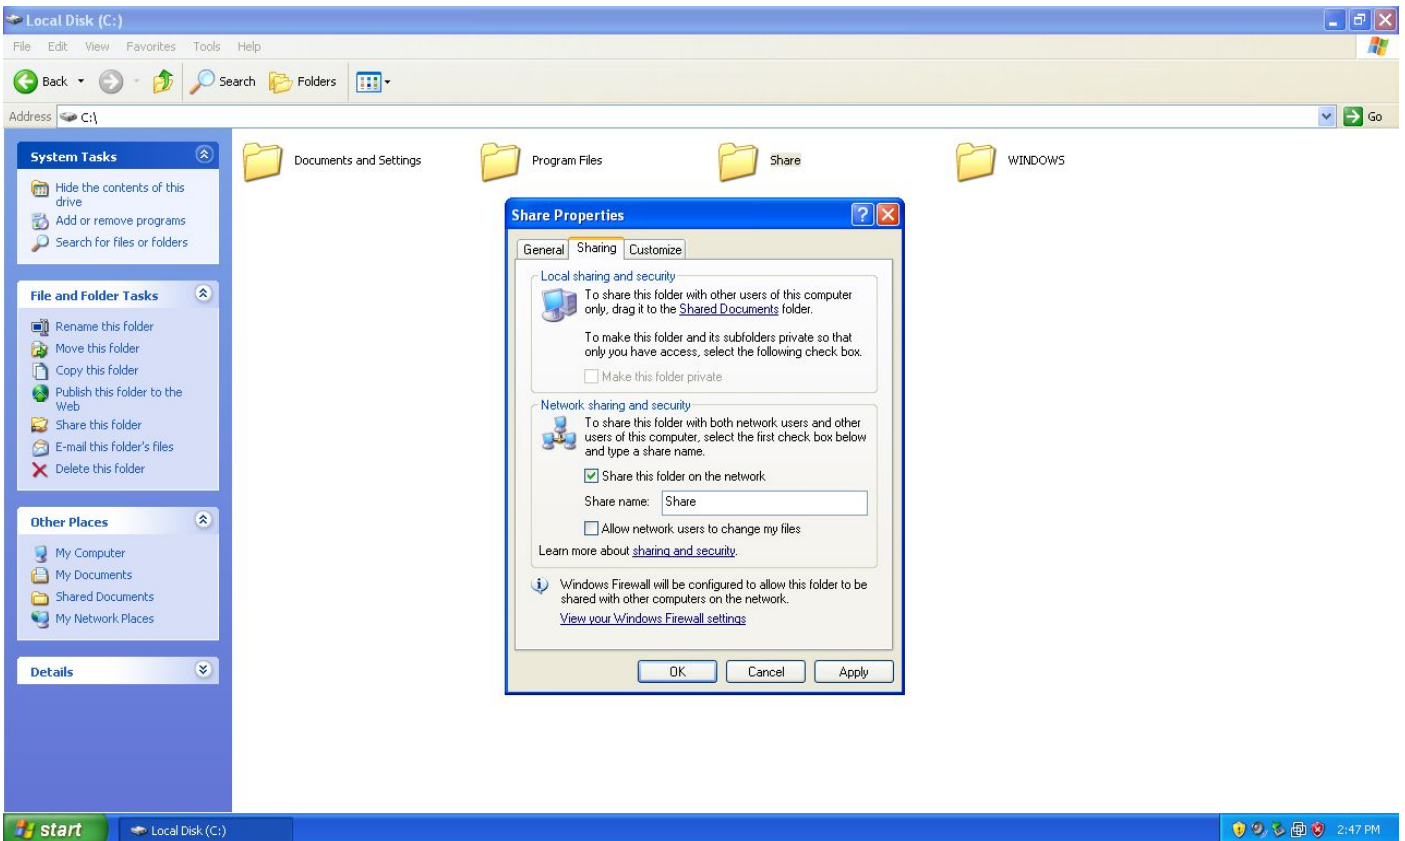 Local Disk (C:)
File Edit View Favorites Tools Help
Back Search Folders
Address C:\ Go
System Tasks
Hide the contents of this
drive
Add or remove programs
Search for files or folders
File and Folder Tasks
Rename this folder
Move this folder
Copy this folder
Publish this folder to the
Web
Share this folder
E-mail this folder's files
Delete this folder
Other Places
My Computer
My Documents
Shared Documents
My Network Places
Details
Documents and Settings Program Files Share WINDOWS
Share Properties
General Sharing Customize
Local sharing and security
To share this folder with other users of this computer
only, drag it to the Shared Documents folder.
To make this folder and its subfolders private so that
only you have access, select the following check box.
Make this folder private
Network sharing and security
To share this folder with both network users and other
users of this computer, select the first check box below
and type a share name.
Share this folder on the network
Share name: Share
Allow network users to change my files
Learn more about sharing and security.
Windows Firewall will be configured to allow this folder to be
shared with other computers on the network.
View your Windows Firewall settings
OK Cancel Apply
start Local Disk (C:) 2:47 PM